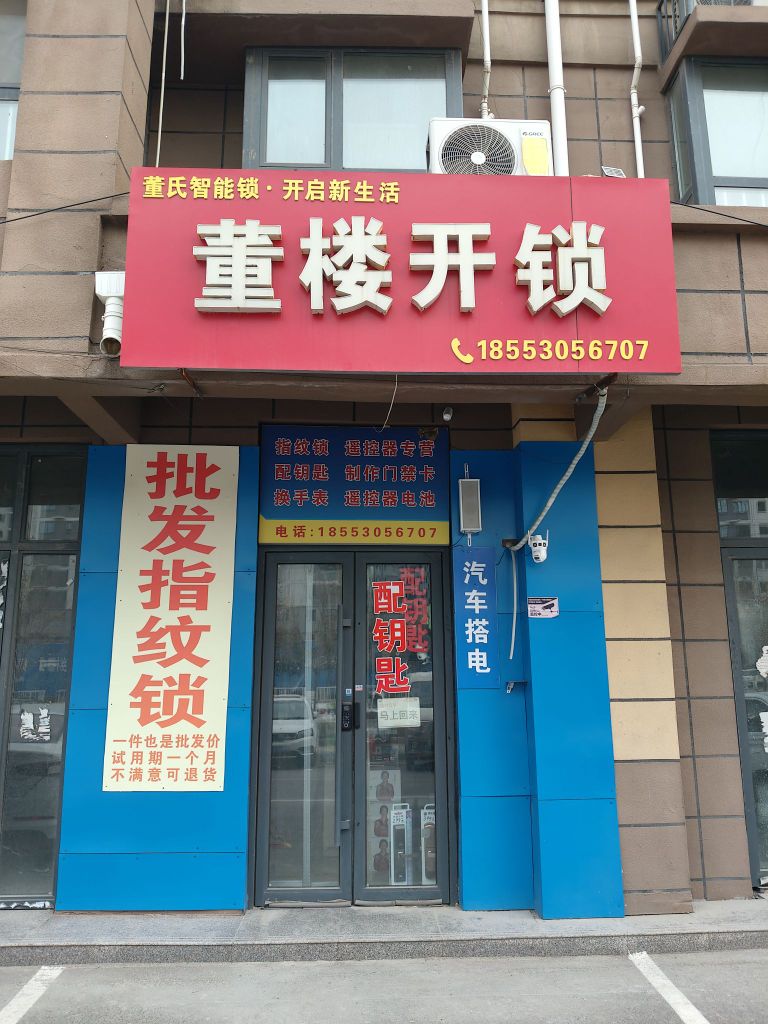 董氏智能锁·开启新生活
董楼开锁
18553056707
GREE
指纹锁 遥控器专营
配钥匙 制作门禁卡
换手表 遥控器电池
电话:18553056707
批发指纹锁
一件也是批发价
试用期一个月
不满意可退货
配钥匙
配钥匙
马上回来
汽车搭电